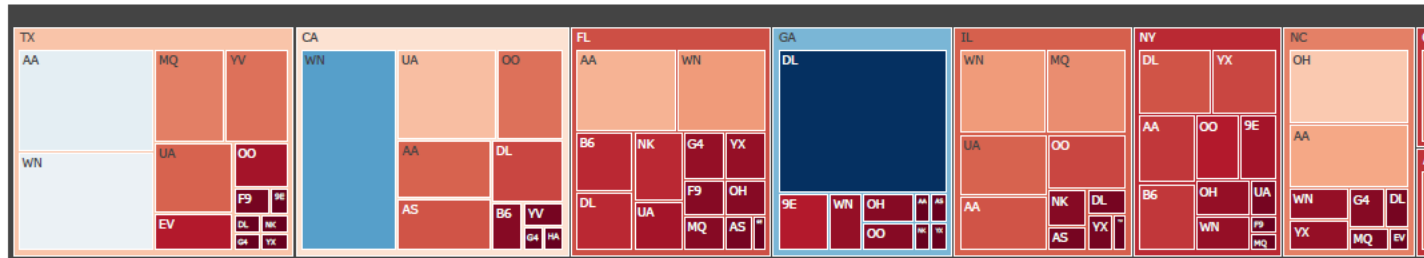 TX
AA
MQ
YV
WN
UA
OO
F9
9E
EV
DL
NK
G4
YX
CA
WN
UA
OO
AA
DL
AS
B6
YV
G4
HA
FL
AA
WN
B6
NK
G4
YX
F9
OH
DL
UA
MQ
AS
GA
DL
9E
WN
OH
AA
AS
OO
NK
YX
IL
WN
MQ
UA
OO
AA
NK
DL
AS
YX
NY
DL
YX
AA
OO
9E
B6
OH
UA
WN
F9
MQ
NC
OH
AA
WN
G4
DL
YX
MQ
EV